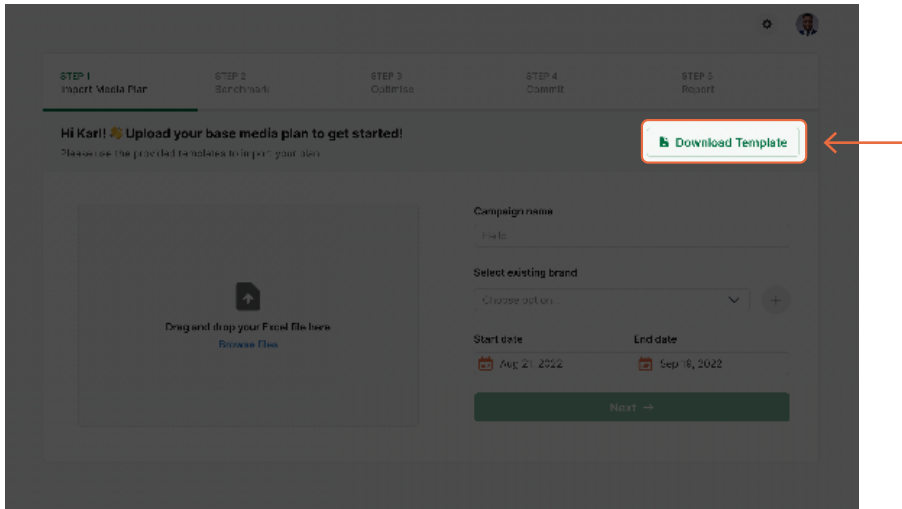 STEP 1
Import Media Plan
STEP 2
Benchmark
STEP 3
Optimise
STEP 4
Commit
STEP 5
Report
Hi Karl! 👋 Upload your base media plan to get started!
Please use the provided templates to import your plan
Download Template
Drag and drop your Excel file here
Browse Files
Campaign name
Hello
Select existing brand
Choose option
Start date
End date
Aug 21, 2022
Sep 18, 2022
Next →